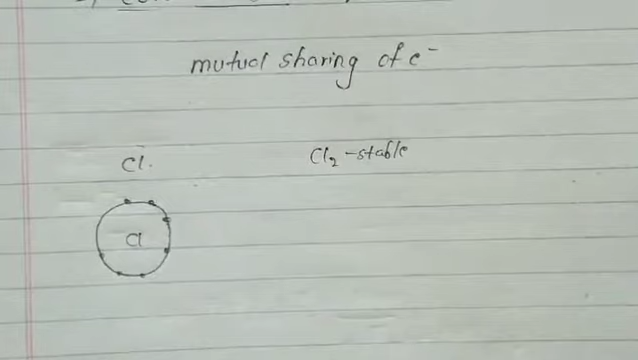 mutual sharing of e⁻
Cl. Cl₂ - stable
Cl